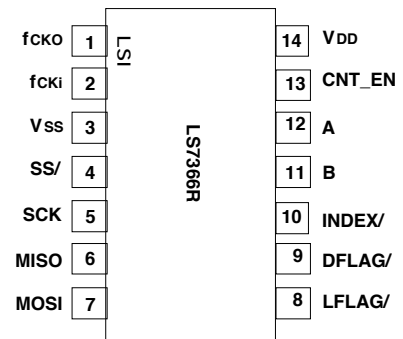 fCKO 1 LSI 14 VDD
fCKi 2 13 CNT_EN
VSS 3 12 A
SS/ 4 LS7366R 11 B
SCK 5 10 INDEX/
MISO 6 9 DFLAG/
MOSI 7 8 LFLAG/